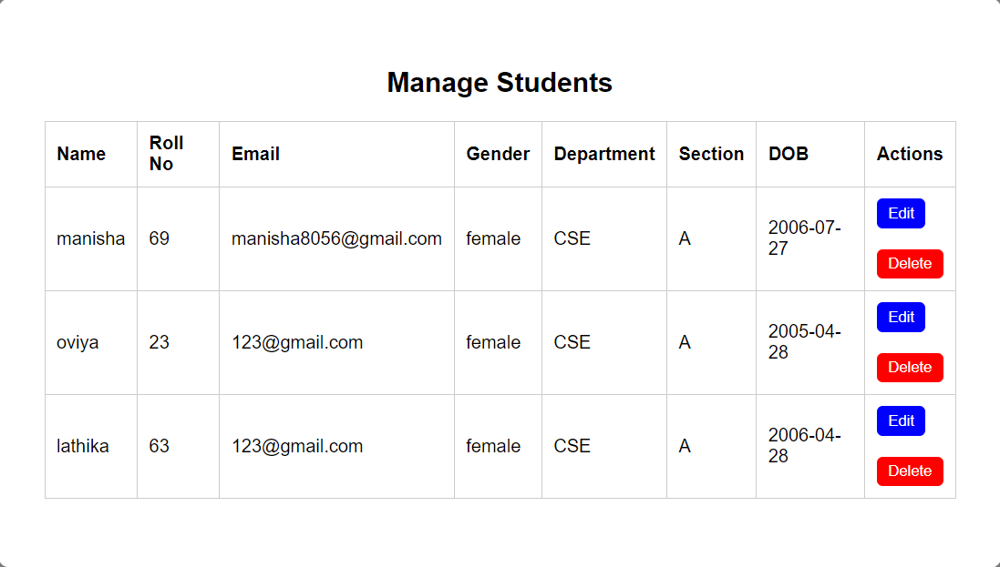 Manage Students
Name Roll No Email Gender Department Section DOB Actions
manisha 69 manisha8056@gmail.com female CSE A 2006-07-27 Edit Delete
oviya 23 123@gmail.com female CSE A 2005-04-28 Edit Delete
lathika 63 123@gmail.com female CSE A 2006-04-28 Edit Delete